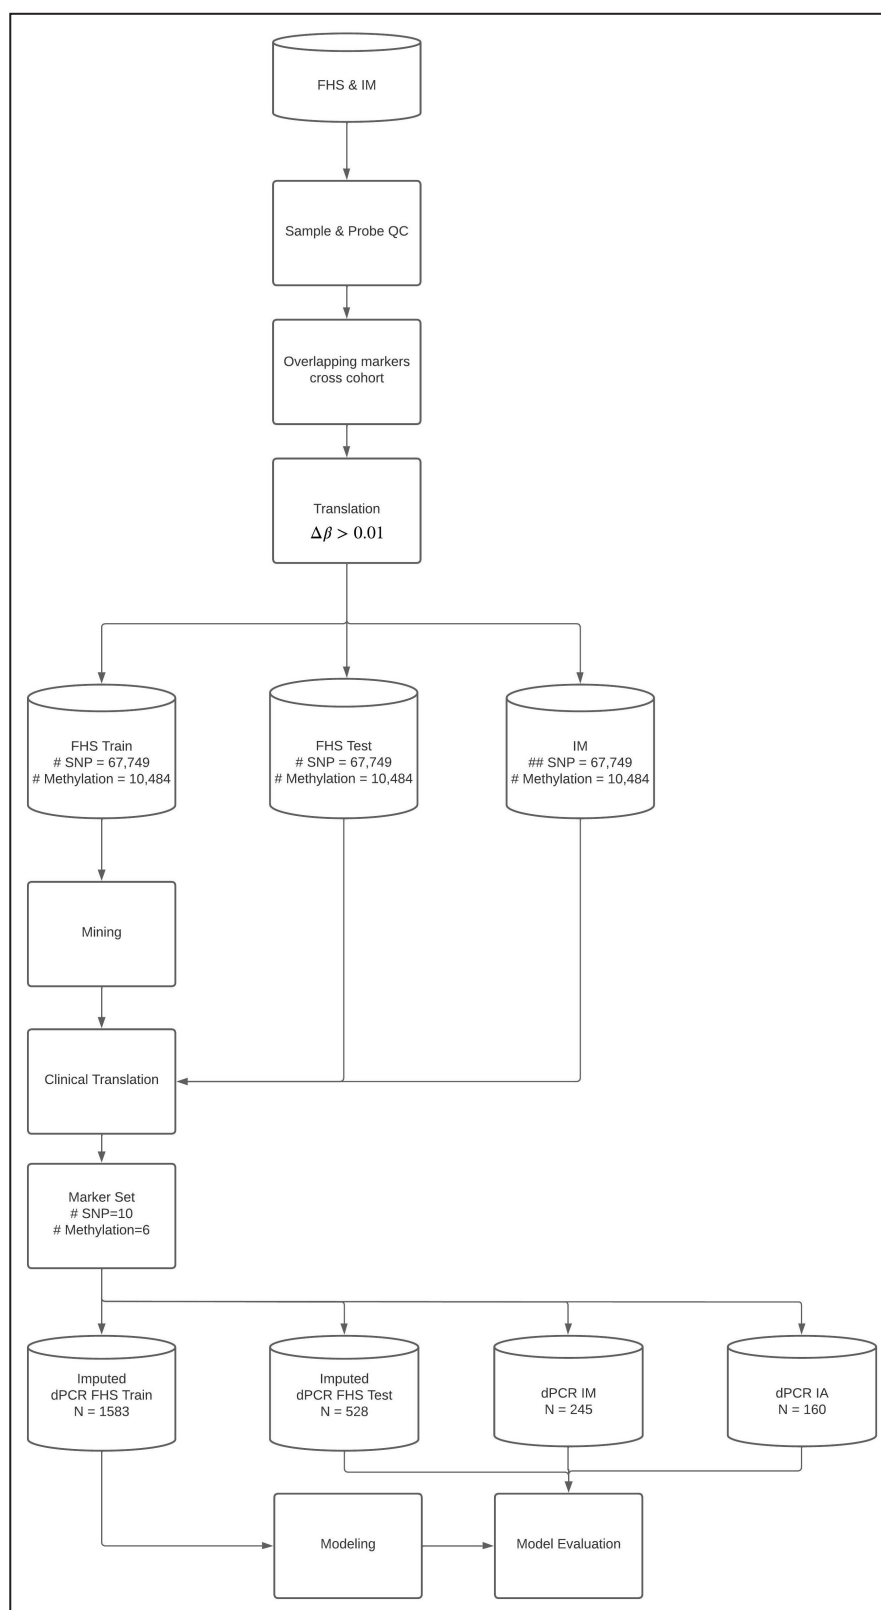 FHS & IM
Sample & Probe QC
Overlapping markers
cross cohort
Translation
Δβ > 0.01
FHS Train
# SNP = 67,749
# Methylation = 10,484
FHS Test
# SNP = 67,749
# Methylation = 10,484
IM
## SNP = 67,749
# Methylation = 10,484
Mining
Clinical Translation
Marker Set
# SNP=10
# Methylation=6
Imputed
dPCR FHS Train
N = 1583
Imputed
dPCR FHS Test
N = 528
dPCR IM
N = 245
dPCR IA
N = 160
Modeling
Model Evaluation